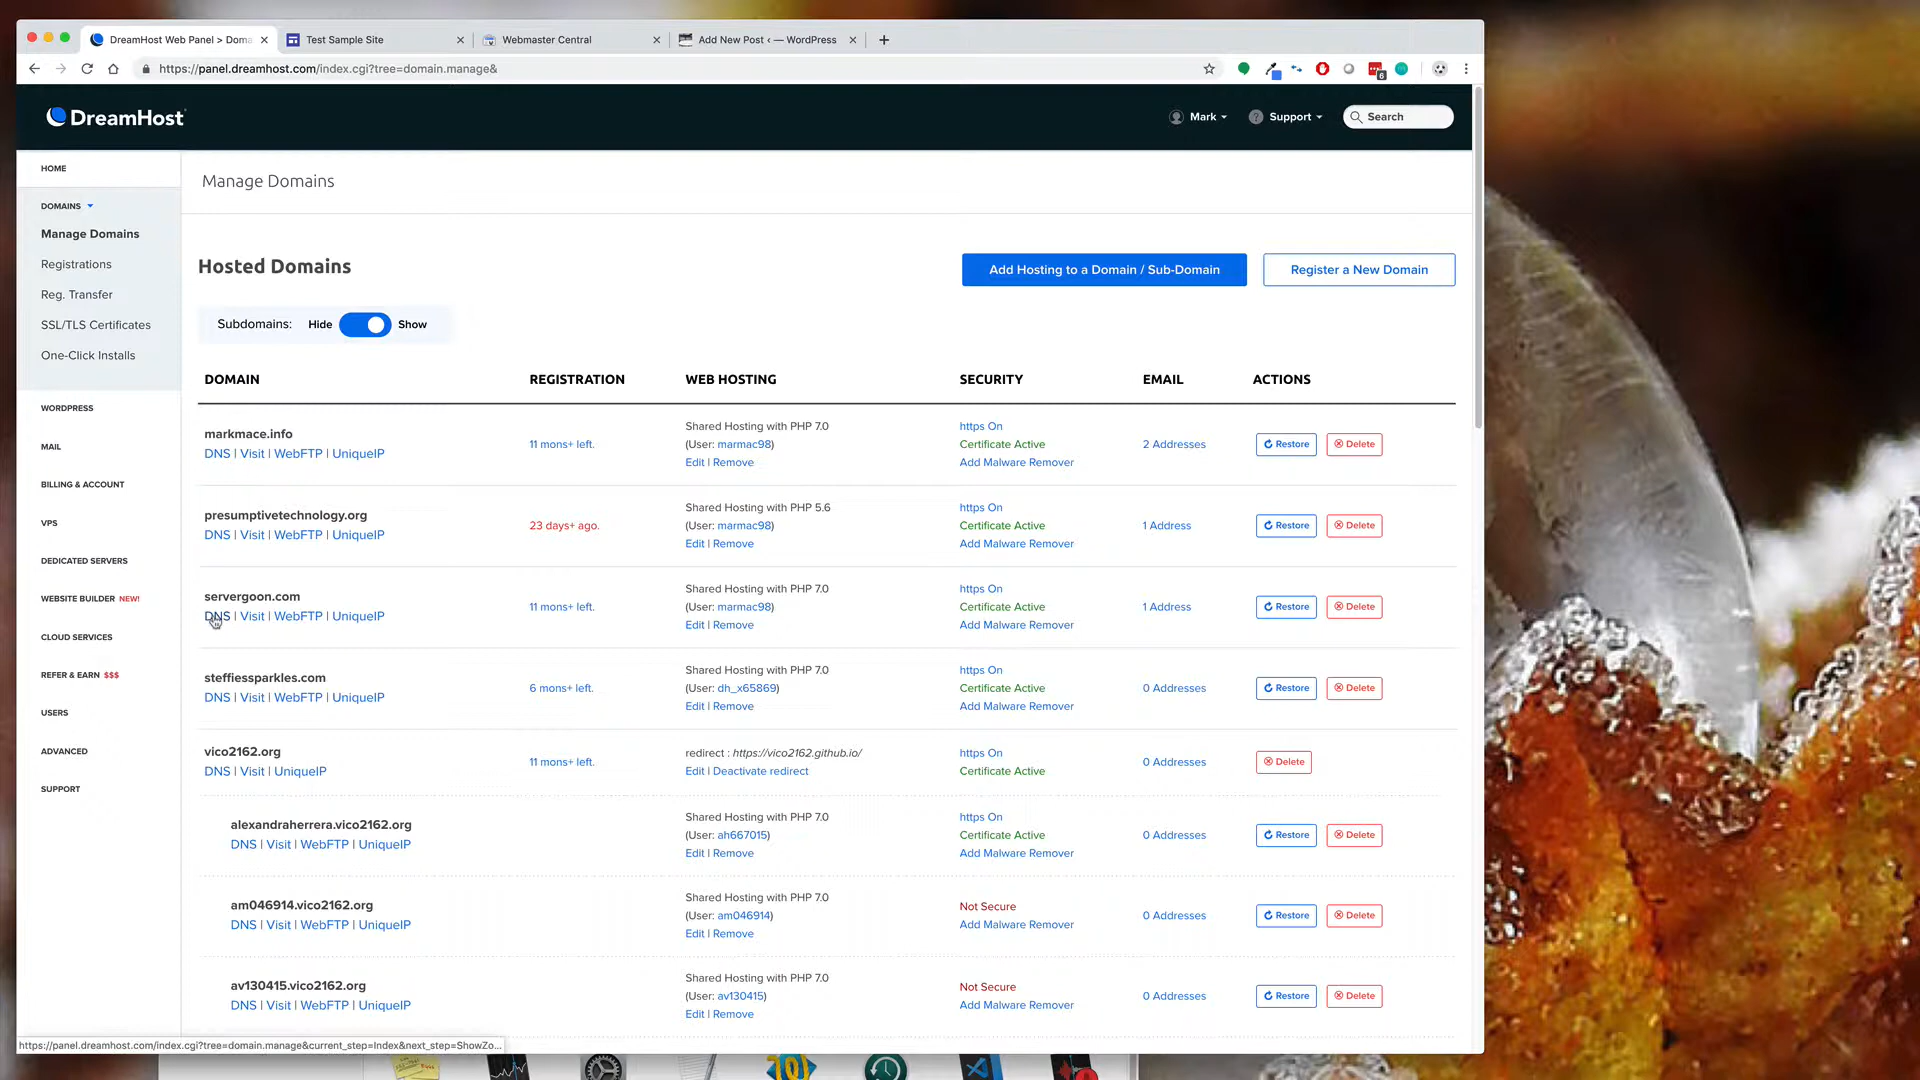 DreamHost Web Panel > Doma
Test Sample Site
Webmaster Central
Add New Post ‹ — WordPress
https://panel.dreamhost.com/index.cgi?tree=domain.manage&
6
DreamHost
Mark
Support
Search
HOME
DOMAINS
Manage Domains
Registrations
Reg. Transfer
SSL/TLS Certificates
One-Click Installs
WORDPRESS
MAIL
BILLING & ACCOUNT
VPS
DEDICATED SERVERS
WEBSITE BUILDER NEW!
CLOUD SERVICES
REFER & EARN $$$
USERS
ADVANCED
SUPPORT
Manage Domains
Hosted Domains
Add Hosting to a Domain / Sub-Domain
Register a New Domain
Subdomains: Hide Show
DOMAIN REGISTRATION WEB HOSTING SECURITY EMAIL ACTIONS
markmace.info
DNS | Visit | WebFTP | UniqueIP
11 mons+ left.
Shared Hosting with PHP 7.0
(User: marmac98)
Edit | Remove
https On
Certificate Active
Add Malware Remover
2 Addresses
Restore
Delete
presumptivetechnology.org
DNS | Visit | WebFTP | UniqueIP
23 days+ ago.
Shared Hosting with PHP 5.6
(User: marmac98)
Edit | Remove
https On
Certificate Active
Add Malware Remover
1 Address
Restore
Delete
servergoon.com
DNS | Visit | WebFTP | UniqueIP
11 mons+ left.
Shared Hosting with PHP 7.0
(User: marmac98)
Edit | Remove
https On
Certificate Active
Add Malware Remover
1 Address
Restore
Delete
steffiessparkles.com
DNS | Visit | WebFTP | UniqueIP
6 mons+ left.
Shared Hosting with PHP 7.0
(User: dh_x65869)
Edit | Remove
https On
Certificate Active
Add Malware Remover
0 Addresses
Restore
Delete
vico2162.org
DNS | Visit | UniqueIP
11 mons+ left.
redirect : https://vico2162.github.io/
Edit | Deactivate redirect
https On
Certificate Active
0 Addresses
Delete
alexandraherrera.vico2162.org
DNS | Visit | WebFTP | UniqueIP
Shared Hosting with PHP 7.0
(User: ah667015)
Edit | Remove
https On
Certificate Active
Add Malware Remover
0 Addresses
Restore
Delete
am046914.vico2162.org
DNS | Visit | WebFTP | UniqueIP
Shared Hosting with PHP 7.0
(User: am046914)
Edit | Remove
Not Secure
Add Malware Remover
0 Addresses
Restore
Delete
av130415.vico2162.org
DNS | Visit | WebFTP | UniqueIP
Shared Hosting with PHP 7.0
(User: av130415)
Edit | Remove
Not Secure
Add Malware Remover
0 Addresses
Restore
Delete
https://panel.dreamhost.com/index.cgi?tree=domain.manage&current_step=Index&next_step=ShowZo...